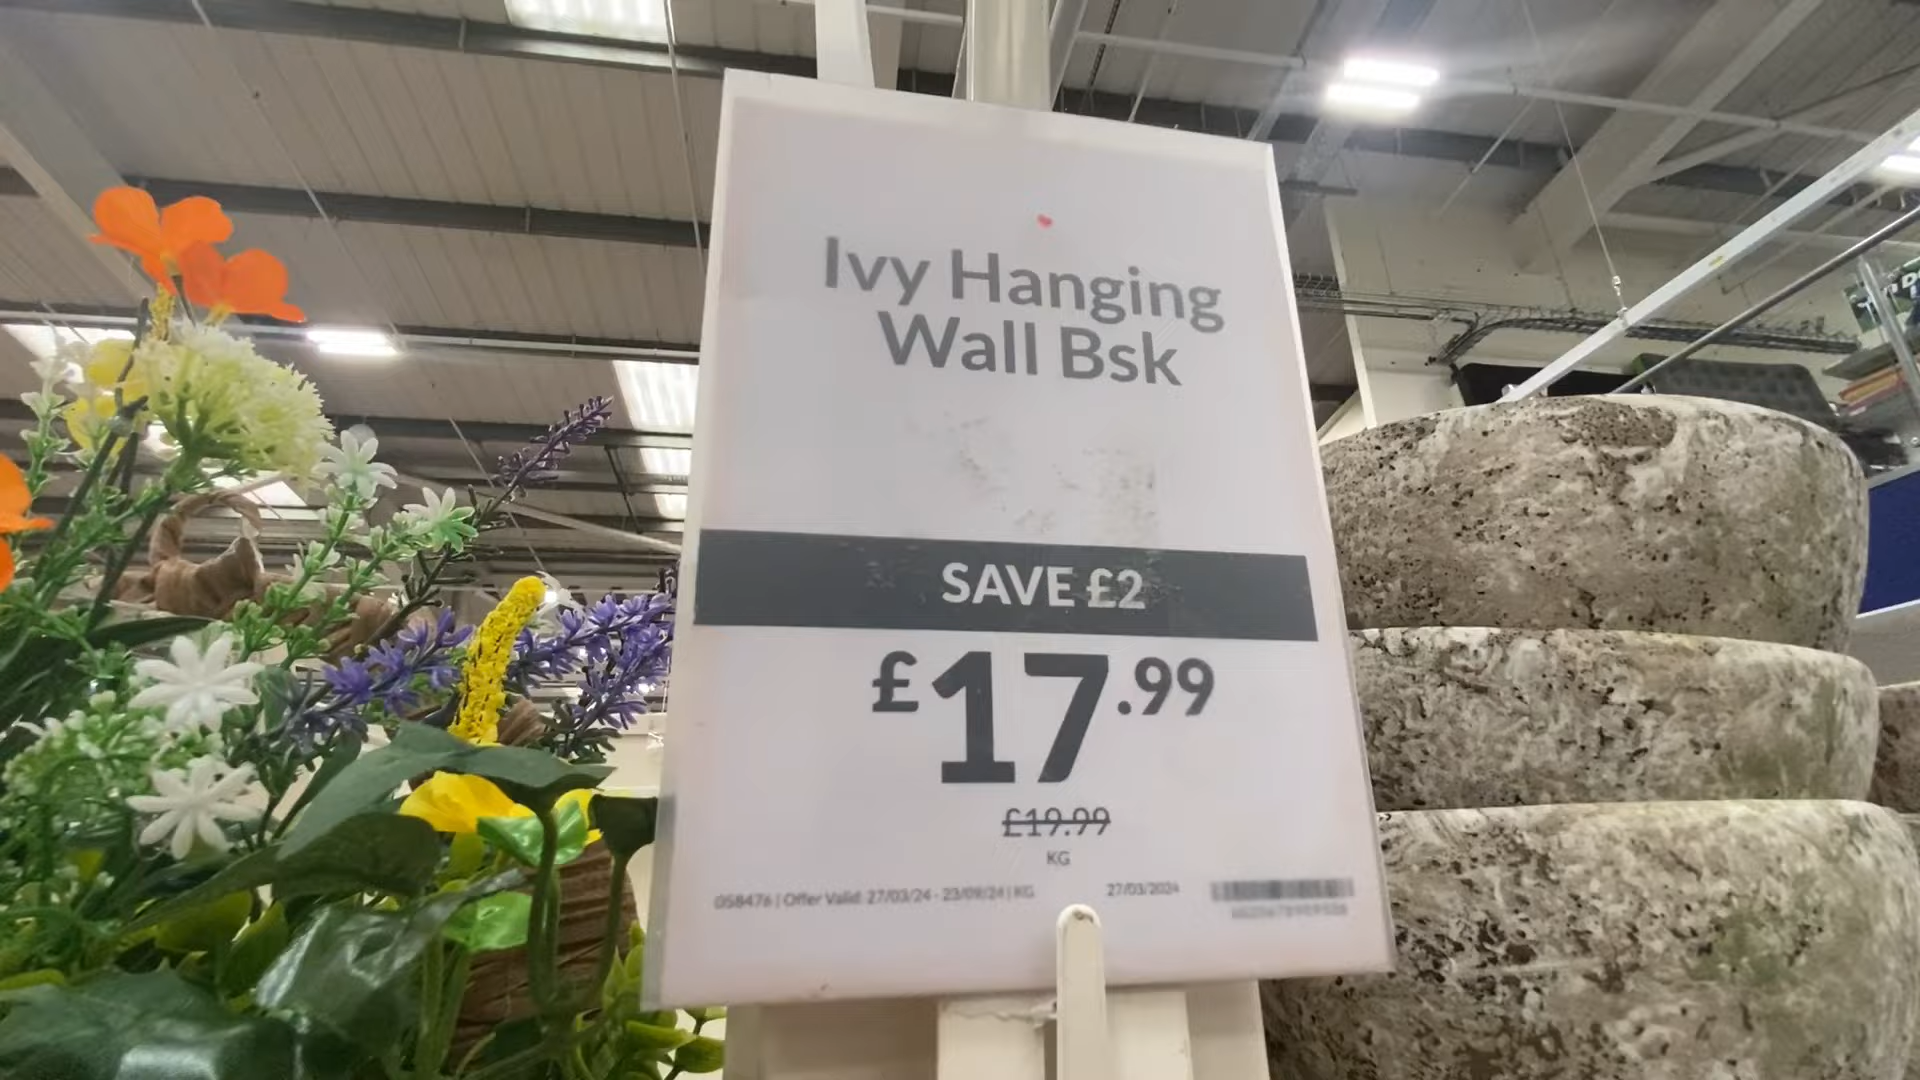 Ivy Hanging
Wall Bsk
SAVE £2
£17.99
£19.99
KG
058476 | Offer Valid: 27/03/24 - 23/09/24 | KG
27/03/2024